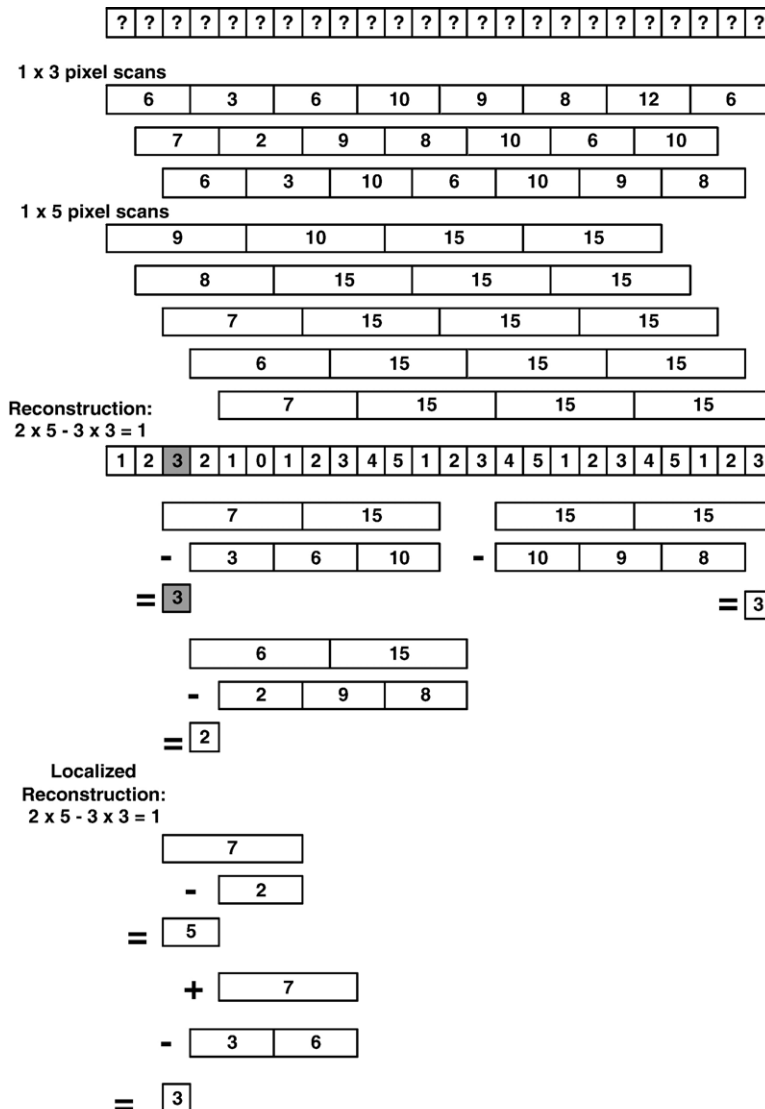 ? ? ? ? ? ? ? ? ? ? ? ? ? ? ? ? ? ? ? ? ? ? ? ?
1 x 3 pixel scans
6 3 6 10 9 8 12 6
7 2 9 8 10 6 10
6 3 10 6 10 9 8
1 x 5 pixel scans
9 10 15 15
8 15 15 15
7 15 15 15
6 15 15 15
7 15 15 15
Reconstruction:
2 x 5 - 3 x 3 = 1
1 2 3 2 1 0 1 2 3 4 5 1 2 3 4 5 1 2 3 4 5 1 2 3
7 15 15 15
- 3 6 10 - 10 9 8
= 3 = 3
6 15
- 2 9 8
= 2
Localized
Reconstruction:
2 x 5 - 3 x 3 = 1
7
- 2
= 5
+ 7
- 3 6
= 3